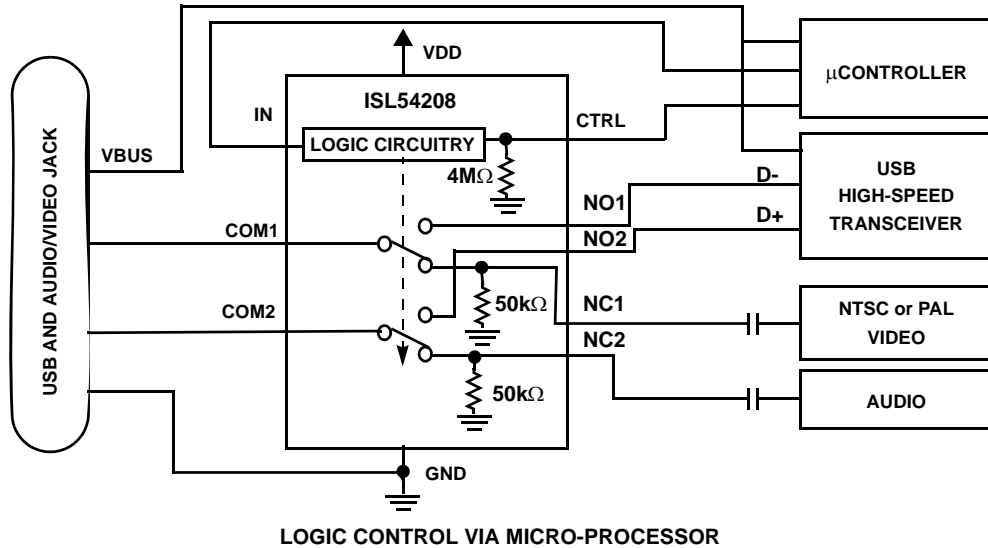 VDD
µCONTROLLER
ISL54208
IN
CTRL
LOGIC CIRCUITRY
VBUS
4MΩ
USB
HIGH-SPEED
TRANSCEIVER
D-
D+
NO1
NO2
COM1
USB AND AUDIO/VIDEO JACK
50kΩ
NC1
NTSC or PAL
VIDEO
COM2
NC2
50kΩ
AUDIO
GND
LOGIC CONTROL VIA MICRO-PROCESSOR